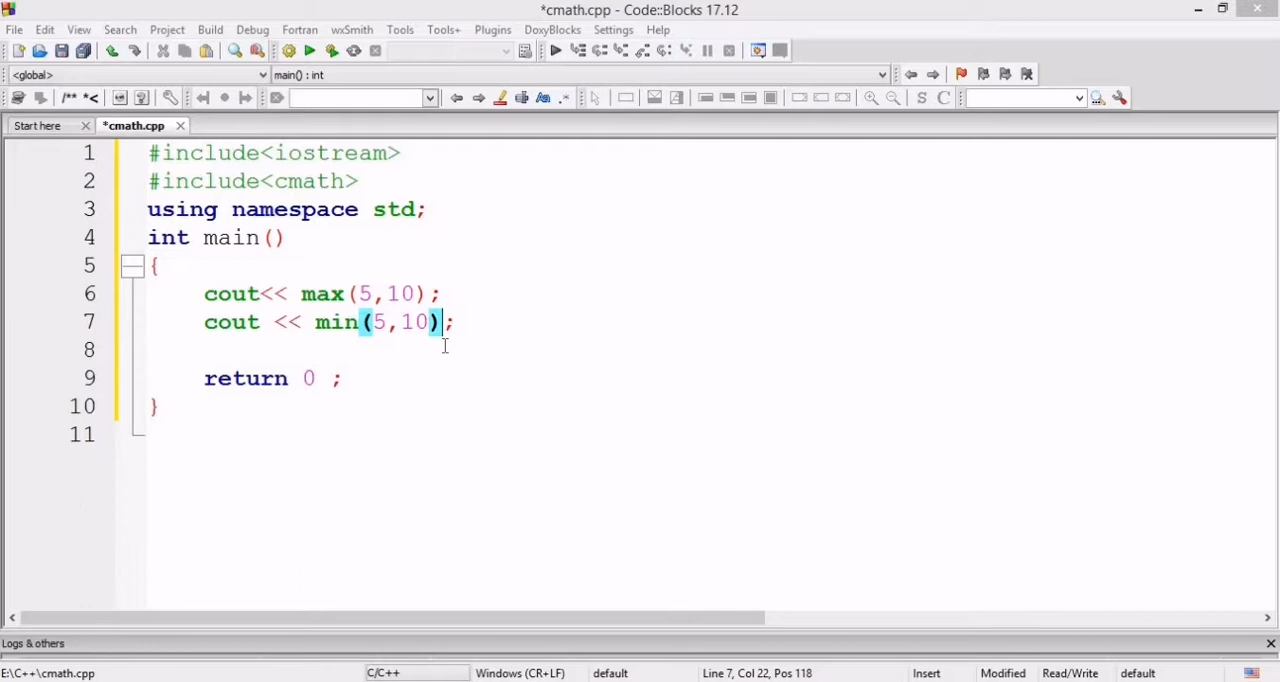 *cmath.cpp - Code::Blocks 17.12
File Edit View Search Project Build Debug Fortran wxSmith Tools Tools+ Plugins DoxyBlocks Settings Help
<global> main() : int
/** *< S C
Start here *cmath.cpp
1 #include<iostream>
2 #include<cmath>
3 using namespace std;
4 int main()
5 {
6 cout<< max(5,10);
7 cout << min(5,10);
8
9 return 0 ;
10 }
11
Logs & others
E:\C++\cmath.cpp C/C++ Windows (CR+LF) default Line 7, Col 22, Pos 118 Insert Modified Read/Write default